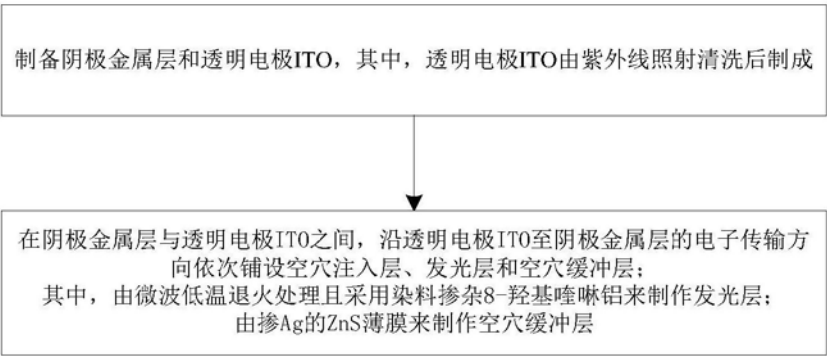 制备阴极金属层和透明电极ITO，其中，透明电极ITO由紫外线照射清洗后制成
在阴极金属层与透明电极ITO之间，沿透明电极ITO至阴极金属层的电子传输方
向依次铺设空穴注入层、发光层和空穴缓冲层；
其中，由微波低温退火处理且采用染料掺杂8-羟基喹啉铝来制作发光层；
由掺Ag的ZnS薄膜来制作空穴缓冲层